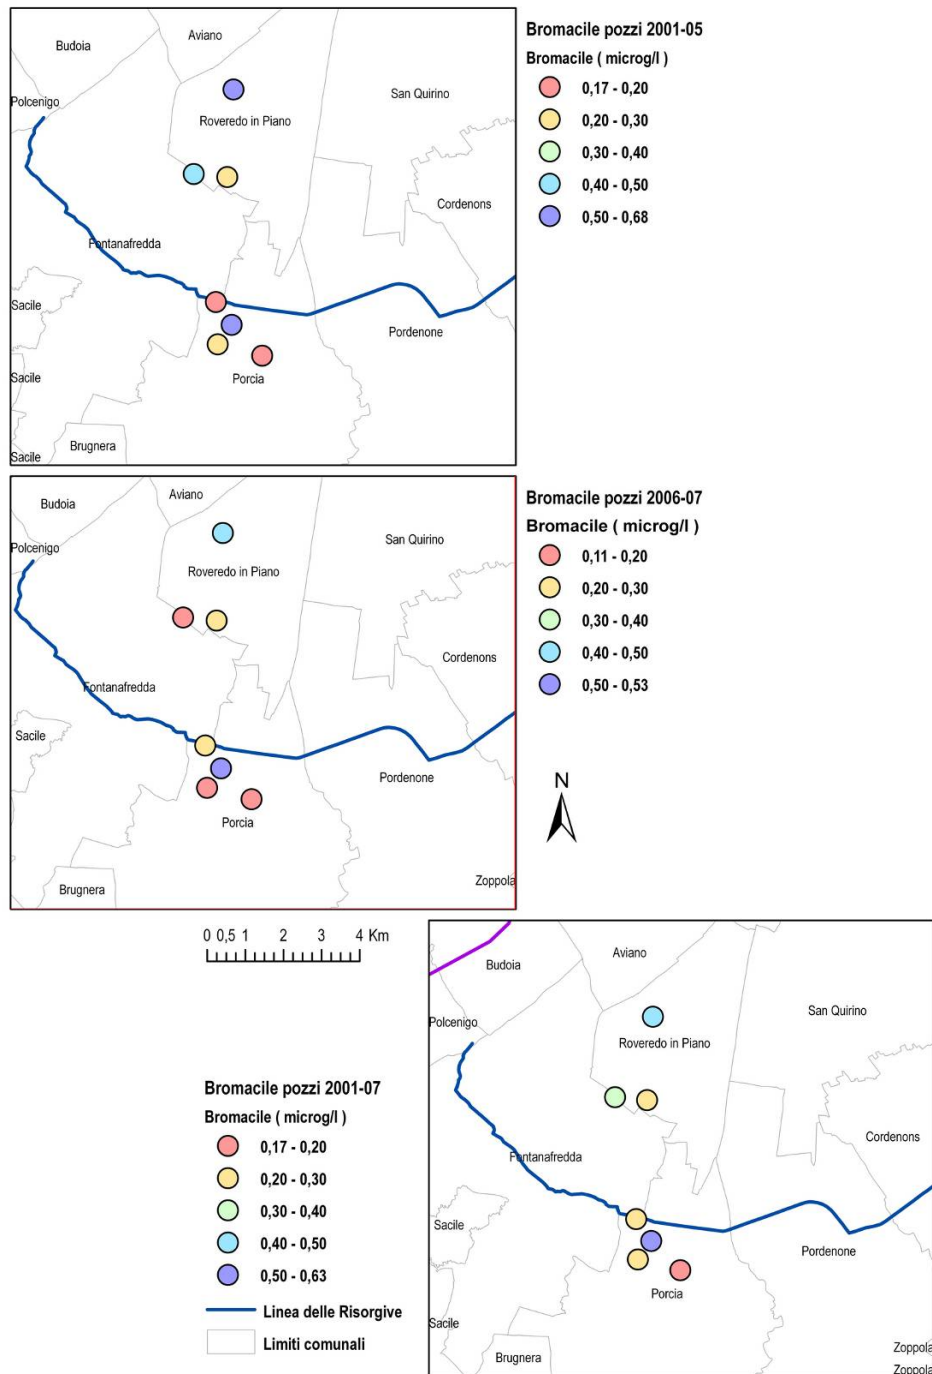 Bromacile pozzi 2001-05
Bromacile ( microg/l )
0,17 - 0,20
0,20 - 0,30
0,30 - 0,40
0,40 - 0,50
0,50 - 0,68
Aviano
Budoia
San Quirino
Polcenigo
Roveredo in Piano
Cordenons
Fontanafredda
Sacile
Pordenone
Sacile
Porcia
Brugnera
Sacile
Bromacile pozzi 2006-07
Bromacile ( microg/l )
0,11 - 0,20
0,20 - 0,30
0,30 - 0,40
0,40 - 0,50
0,50 - 0,53
Aviano
Budoia
San Quirino
Polcenigo
Roveredo in Piano
Cordenons
Fontanafredda
Sacile
Pordenone
Porcia
Zoppola
Brugnera
N
0 0,5 1 2 3 4 Km
Bromacile pozzi 2001-07
Bromacile ( microg/l )
0,17 - 0,20
0,20 - 0,30
0,30 - 0,40
0,40 - 0,50
0,50 - 0,63
Linea delle Risorgive
Limiti comunali
Aviano
Budoia
San Quirino
Polcenigo
Roveredo in Piano
Cordenons
Fontanafredda
Sacile
Pordenone
Porcia
Sacile
Zoppola
Brugnera
Zoppola